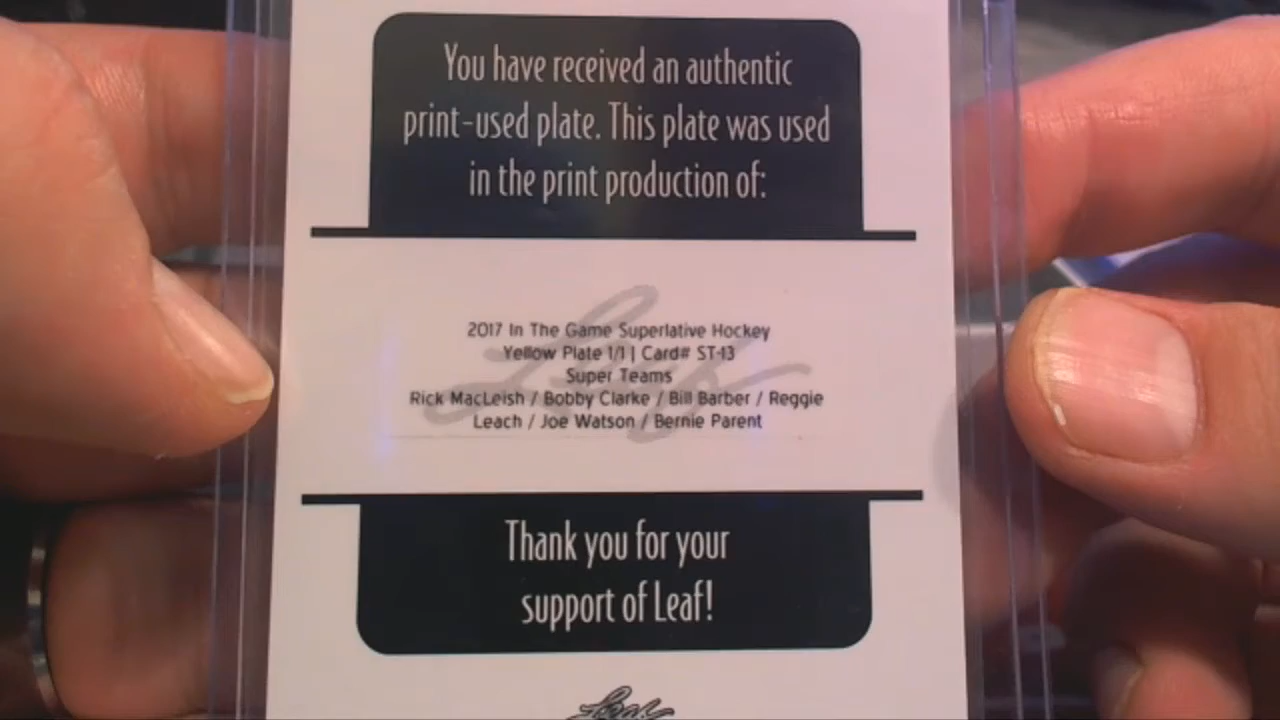 You have received an authentic
print-used plate. This plate was used
in the print production of:
2017 In The Game Superlative Hockey
Yellow Plate 1/1 | Card# ST-13
Super Teams
Rick MacLeish / Bobby Clarke / Bill Barber / Reggie
Leach / Joe Watson / Bernie Parent
Thank you for your
support of Leaf!
Leaf